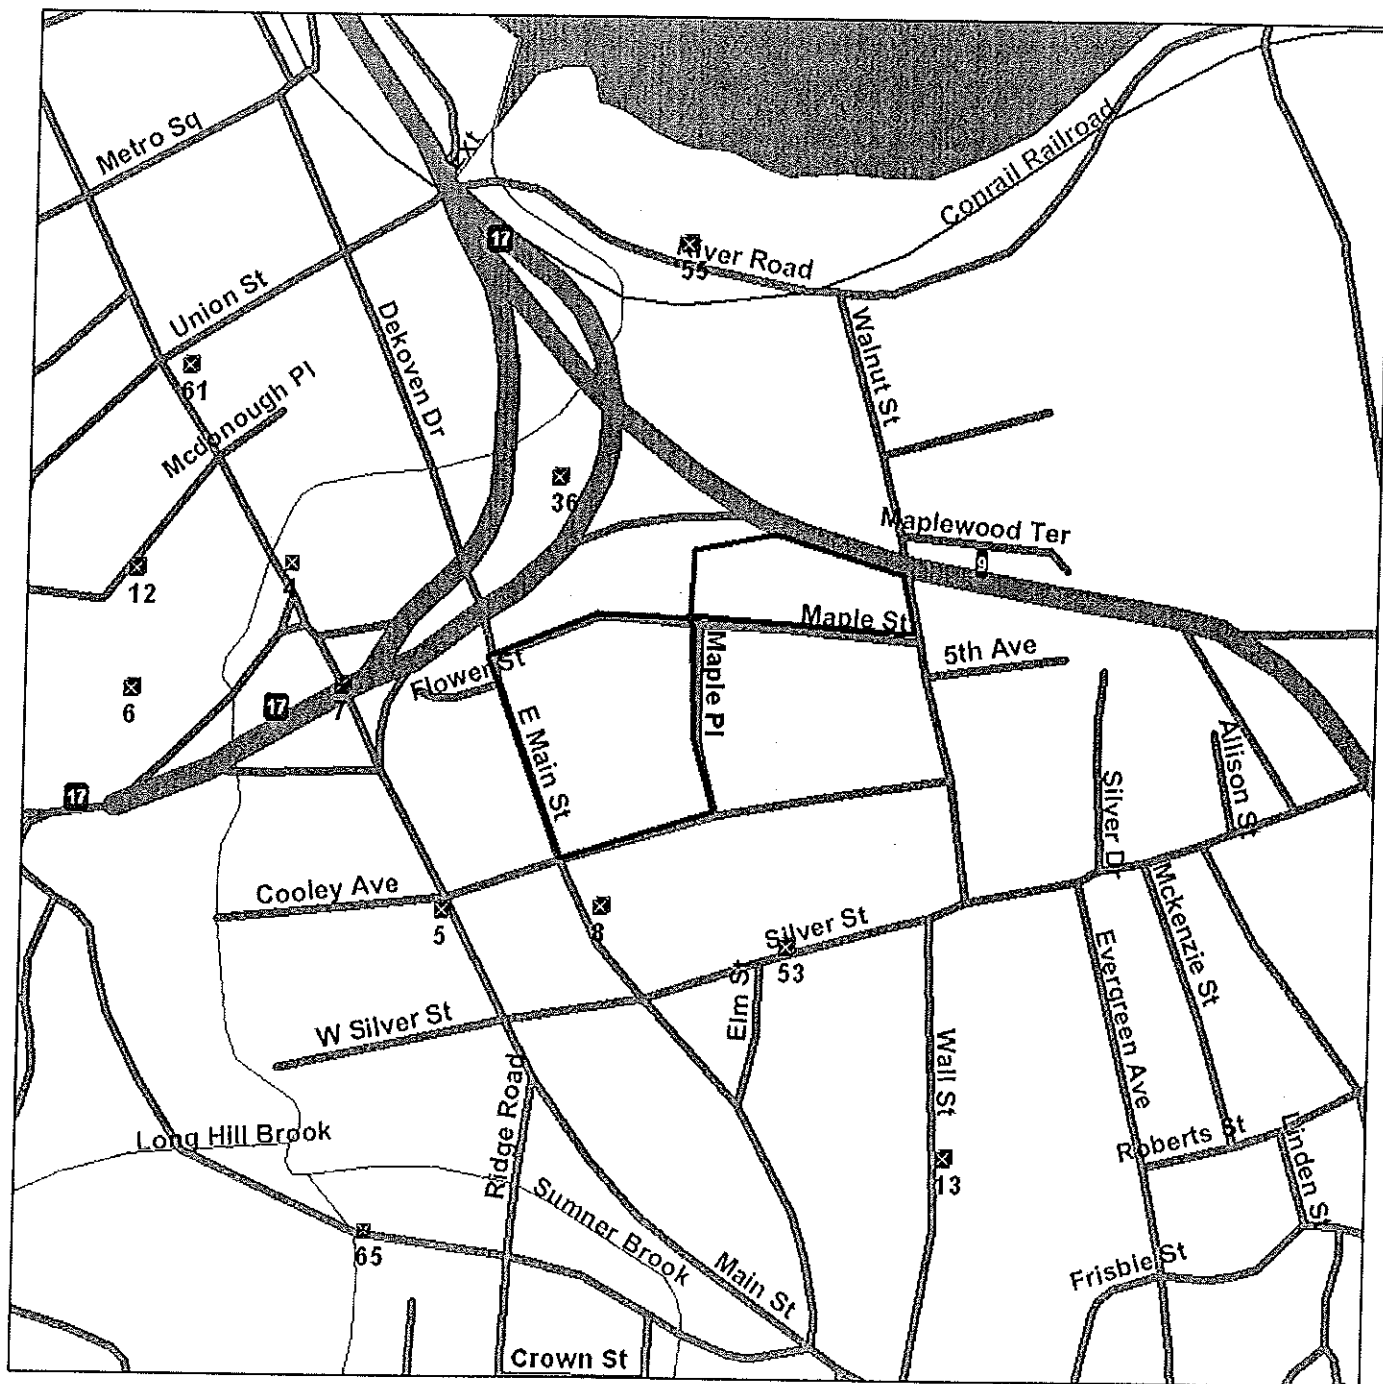 Ext
Metro Sq
Conrail Railroad
17
River Road
55
Union St
Dekoven Dr
Walnut St
61
Mcdonough Pl
36
Maplewood Ter
9
12
4
Maple St
5th Ave
Flower St
Maple Pl
6
17
7
E Main St
Allison St
17
Silver Dr
Cooley Ave
Mckenzie St
5
8
Silver St
53
Evergreen Ave
Elm St
W Silver St
Wall St
Ridge Road
Long Hill Brook
Roberts St
Linden St
13
Sumner Brook
65
Main St
Frisbie St
Crown St